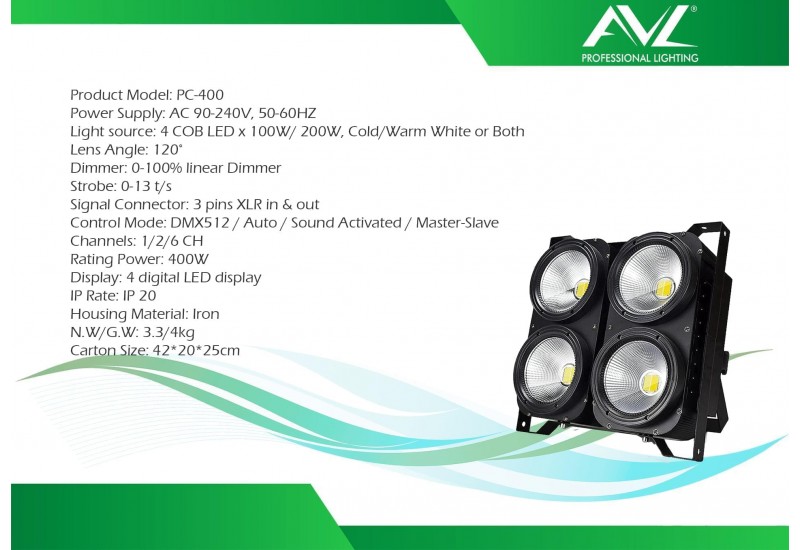 AVL®
PROFESSIONAL LIGHTING
Product Model: PC-400
Power Supply: AC 90-240V, 50-60HZ
Light source: 4 COB LED x 100W/ 200W, Cold/Warm White or Both
Lens Angle: 120°
Dimmer: 0-100% linear Dimmer
Strobe: 0-13 t/s
Signal Connector: 3 pins XLR in & out
Control Mode: DMX512 / Auto / Sound Activated / Master-Slave
Channels: 1/2/6 CH
Rating Power: 400W
Display: 4 digital LED display
IP Rate: IP 20
Housing Material: Iron
N.W/G.W: 3.3/4kg
Carton Size: 42*20*25cm